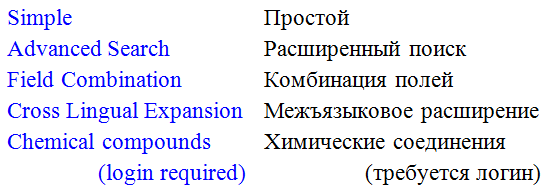 Simple Простой
Advanced Search Расширенный поиск
Field Combination Комбинация полей
Cross Lingual Expansion Межъязыковое расширение
Chemical compounds Химические соединения
(login required) (требуется логин)